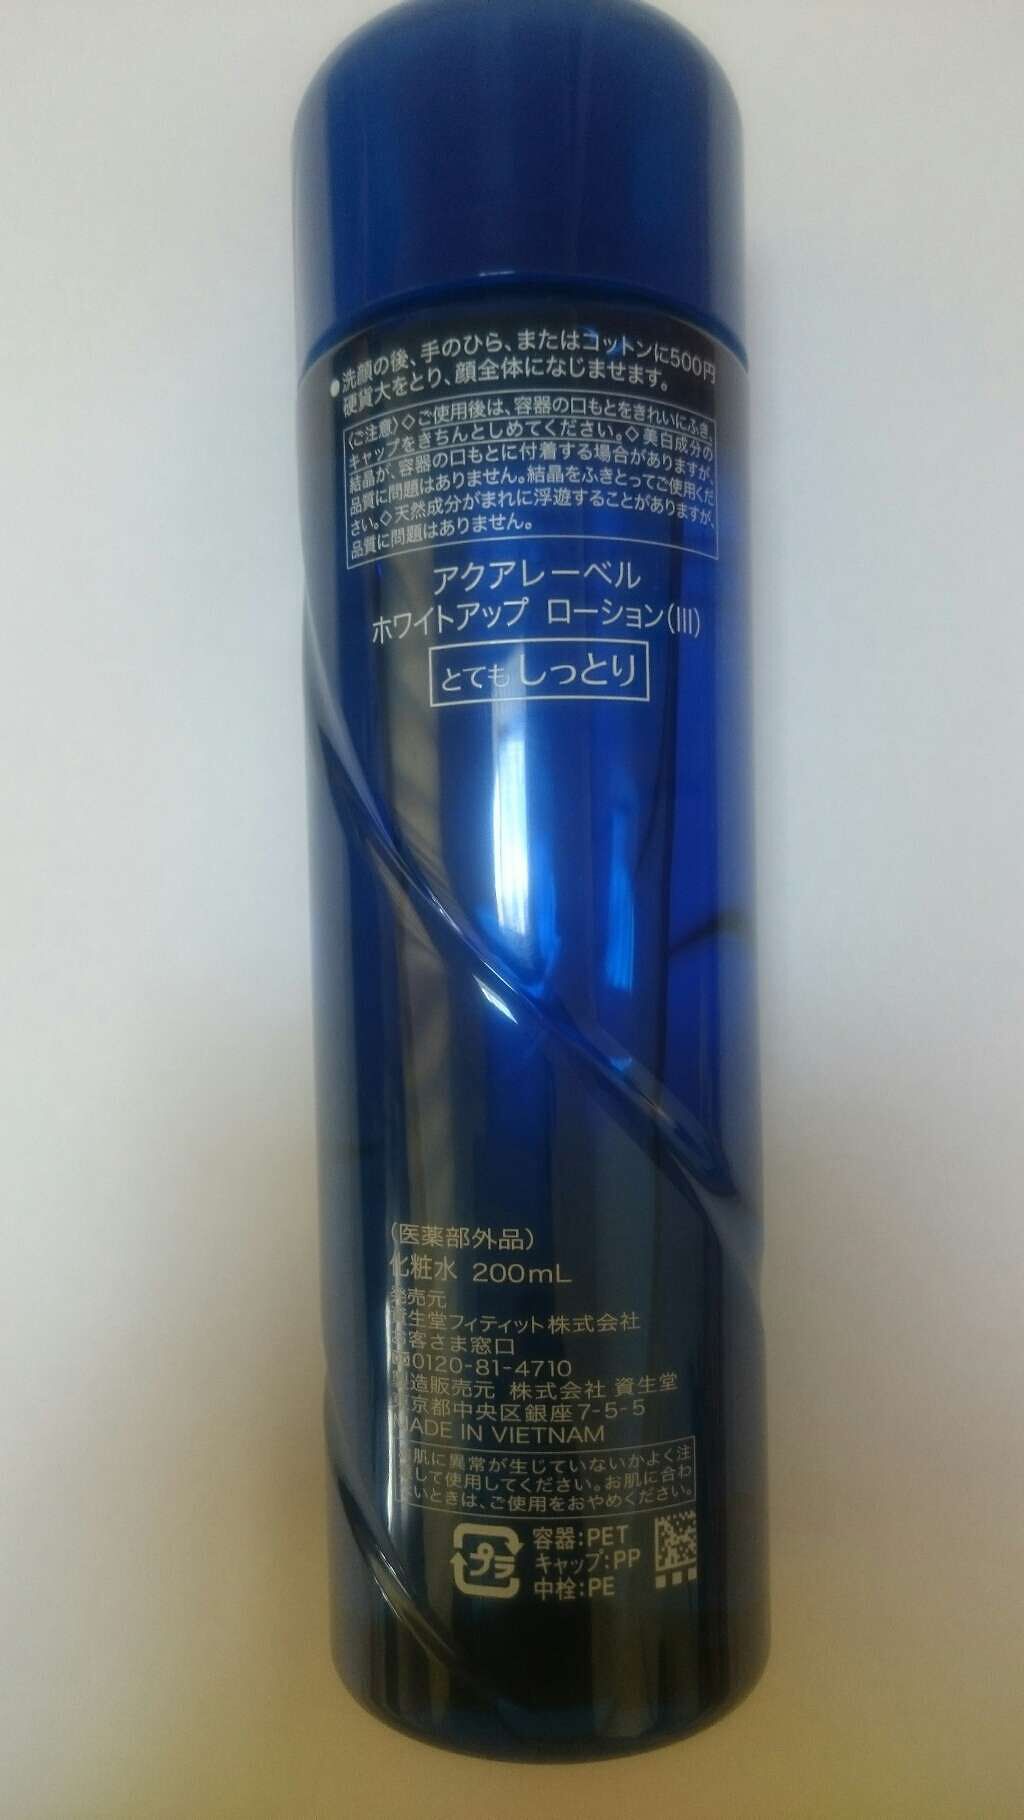 ●洗顔の後、手のひら、またはコットンに500円
硬貨大をとり、顔全体になじませます。
〈ご注意〉◇ご使用後は、容器の口もとをきれいにふき、
キャップをきちんとしめてください。◇美白成分の
結晶が、容器の口もとに付着する場合がありますが、
品質に問題はありません。結晶をふきとってご使用くだ
さい。◇天然成分がまれに浮遊することがありますが、
品質に問題はありません。
アクアレーベル
ホワイトアップ ローション(III)
とても しっとり
(医薬部外品)
化粧水 200mL
発売元
資生堂フィティット株式会社
お客さま窓口
0120-81-4710
製造販売元 株式会社 資生堂
東京都中央区銀座7-5-5
MADE IN VIETNAM
お肌に異常が生じていないかよく注
意して使用してください。お肌に合わ
ないときは、ご使用をおやめください。
プラ
容器:PET
キャップ:PP
中栓:PE